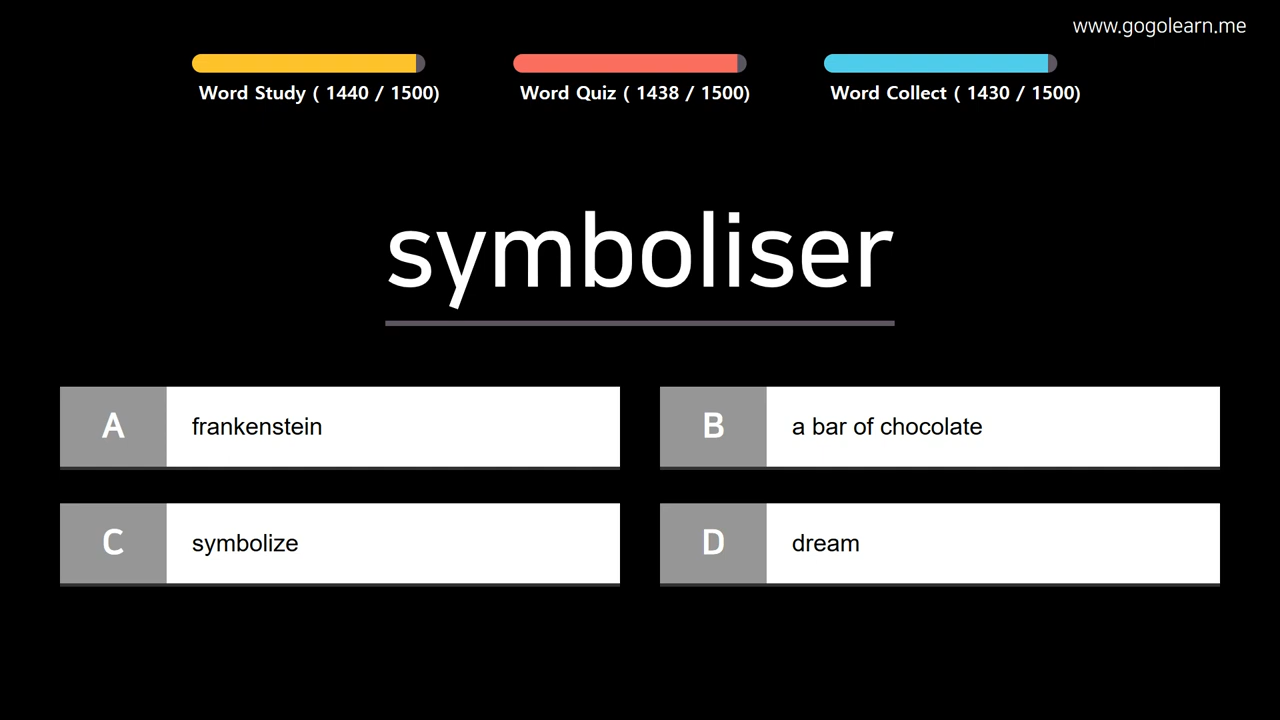 www.gogolearn.me
Word Study ( 1440 / 1500)
Word Quiz ( 1438 / 1500)
Word Collect ( 1430 / 1500)
symboliser
A
frankenstein
B
a bar of chocolate
C
symbolize
D
dream